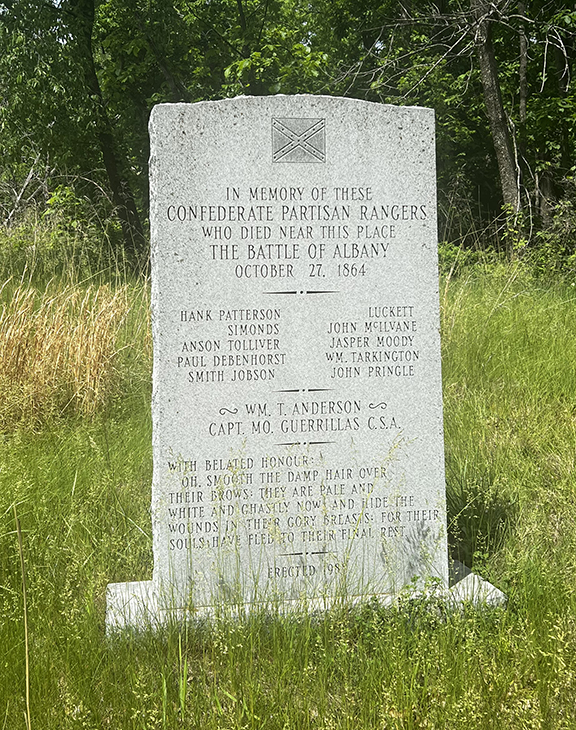 IN MEMORY OF THESE
CONFEDERATE PARTISAN RANGERS
WHO DIED NEAR THIS PLACE
THE BATTLE OF ALBANY
OCTOBER 27, 1864
HANK PATTERSON
SIMONDS
ANSON TOLLIVER
PAUL DEBENHORST
SMITH JOBSON
LUCKETT
JOHN McILVANE
JASPER MOODY
WM. TARKINGTON
JOHN PRINGLE
~ WM. T. ANDERSON ~
CAPT. MO. GUERRILLAS C.S.A.
WITH BELATED HONOUR:
OH, SMOOTH THE DAMP HAIR OVER
THEIR BROWS: THEY ARE PALE AND
WHITE AND GHASTLY NOW: AND HIDE THE
WOUNDS IN THEIR GORY BREASTS: FOR THEIR
SOULS HAVE FLED TO THEIR FINAL REST
ERECTED